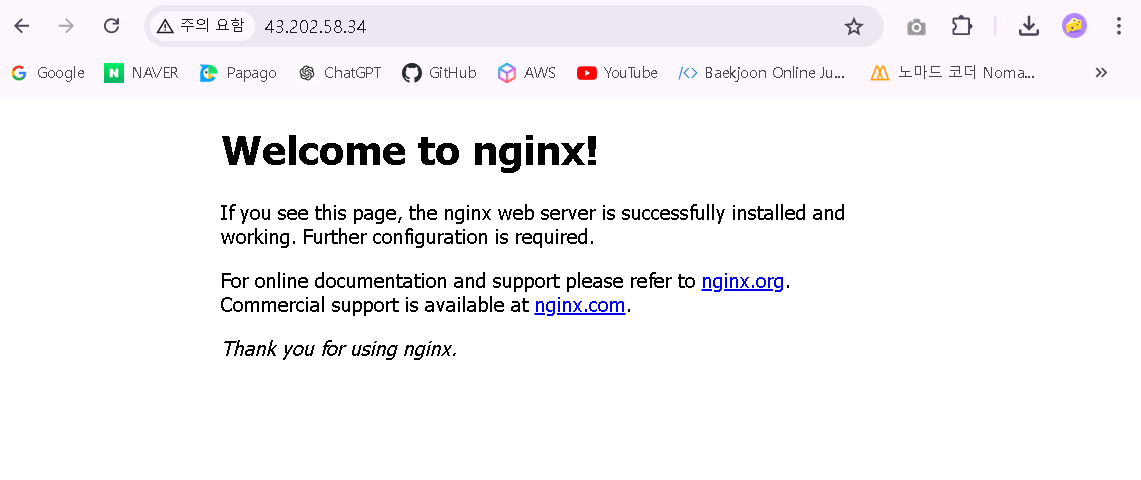 주의 요함 43.202.58.34
Google NAVER Papago ChatGPT GitHub AWS YouTube Baekjoon Online Ju... 노마드 코더 Noma...
Welcome to nginx!
If you see this page, the nginx web server is successfully installed and
working. Further configuration is required.
For online documentation and support please refer to nginx.org.
Commercial support is available at nginx.com.
Thank you for using nginx.